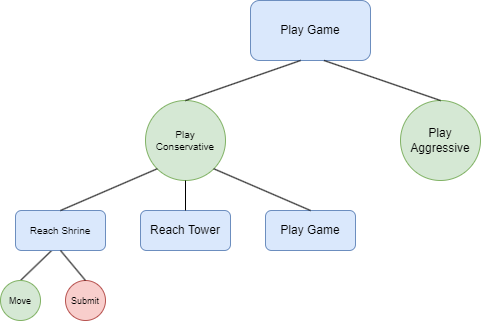 Play Game
Play
Conservative
Play
Aggressive
Reach Shrine
Reach Tower
Play Game
Move
Submit